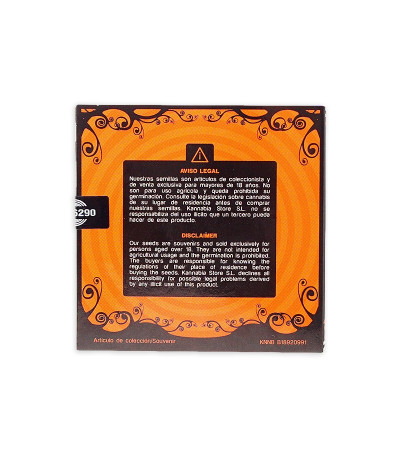 AVISO LEGAL
Nuestras semillas son artículos de coleccionista y
de venta exclusiva para mayores de 18 años. No
son para uso agrícola y queda prohibida su
germinación. Consulte la legislación sobre cannabis
de su lugar de residencia antes de comprar
nuestras semillas. Kannabia Store S.L. no se
responsabiliza del uso ilícito que un tercero pueda
hacer de este producto.
6290
DISCLAIMER
Our seeds are souvenirs and sold exclusively for
persons aged over 18. They are not intended for
agricultural usage and the germination is prohibited.
The buyers are responsible for knowing the
regulations of their place of residence before
buying the seeds. Kannabia Store S.L. declines all
responsibility for possible legal problems derived
by any illicit use of this product.
Artículo de colección/Souvenir
KNNB B18920991